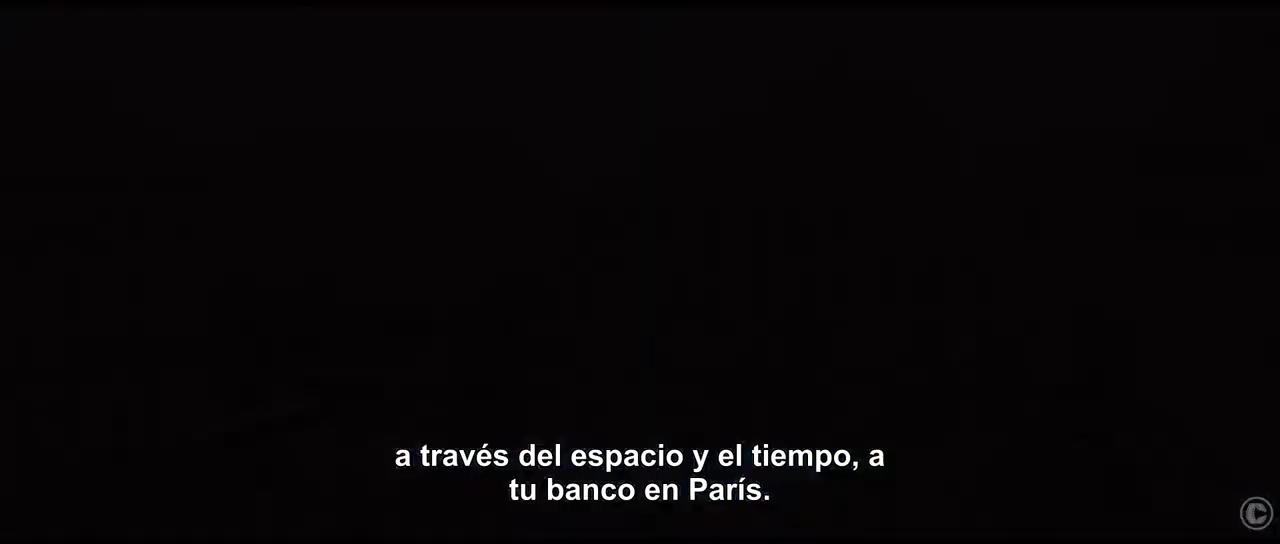 a través del espacio y el tiempo, a
tu banco en París.